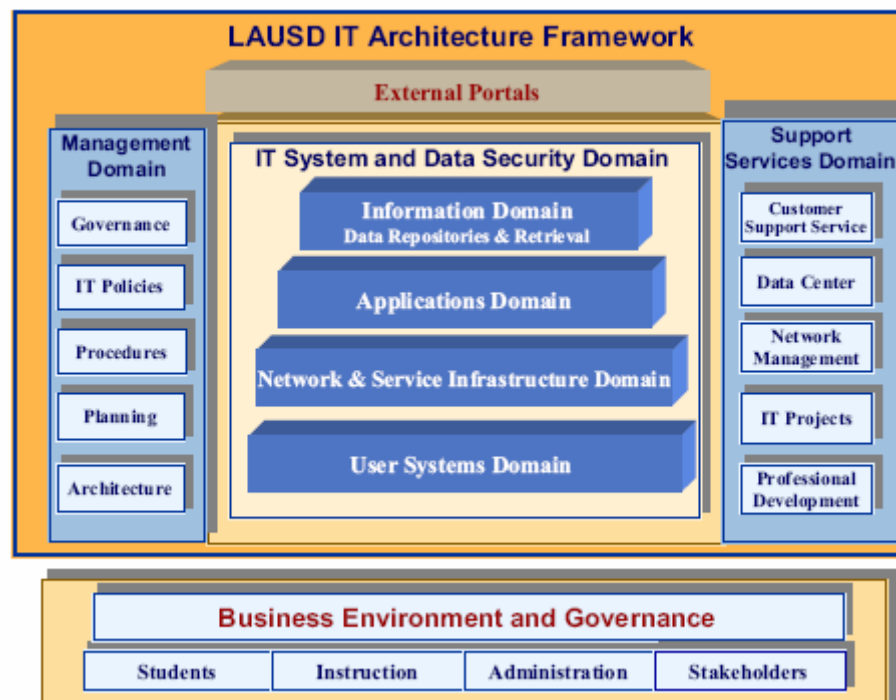 LAUSD IT Architecture Framework
External Portals
Management
Domain
Governance
IT Policies
Procedures
Planning
Architecture
IT System and Data Security Domain
Information Domain
Data Repositories & Retrieval
Applications Domain
Network & Service Infrastructure Domain
User Systems Domain
Support
Services Domain
Customer
Support Service
Data Center
Network
Management
IT Projects
Professional
Development
Business Environment and Governance
Students
Instruction
Administration
Stakeholders